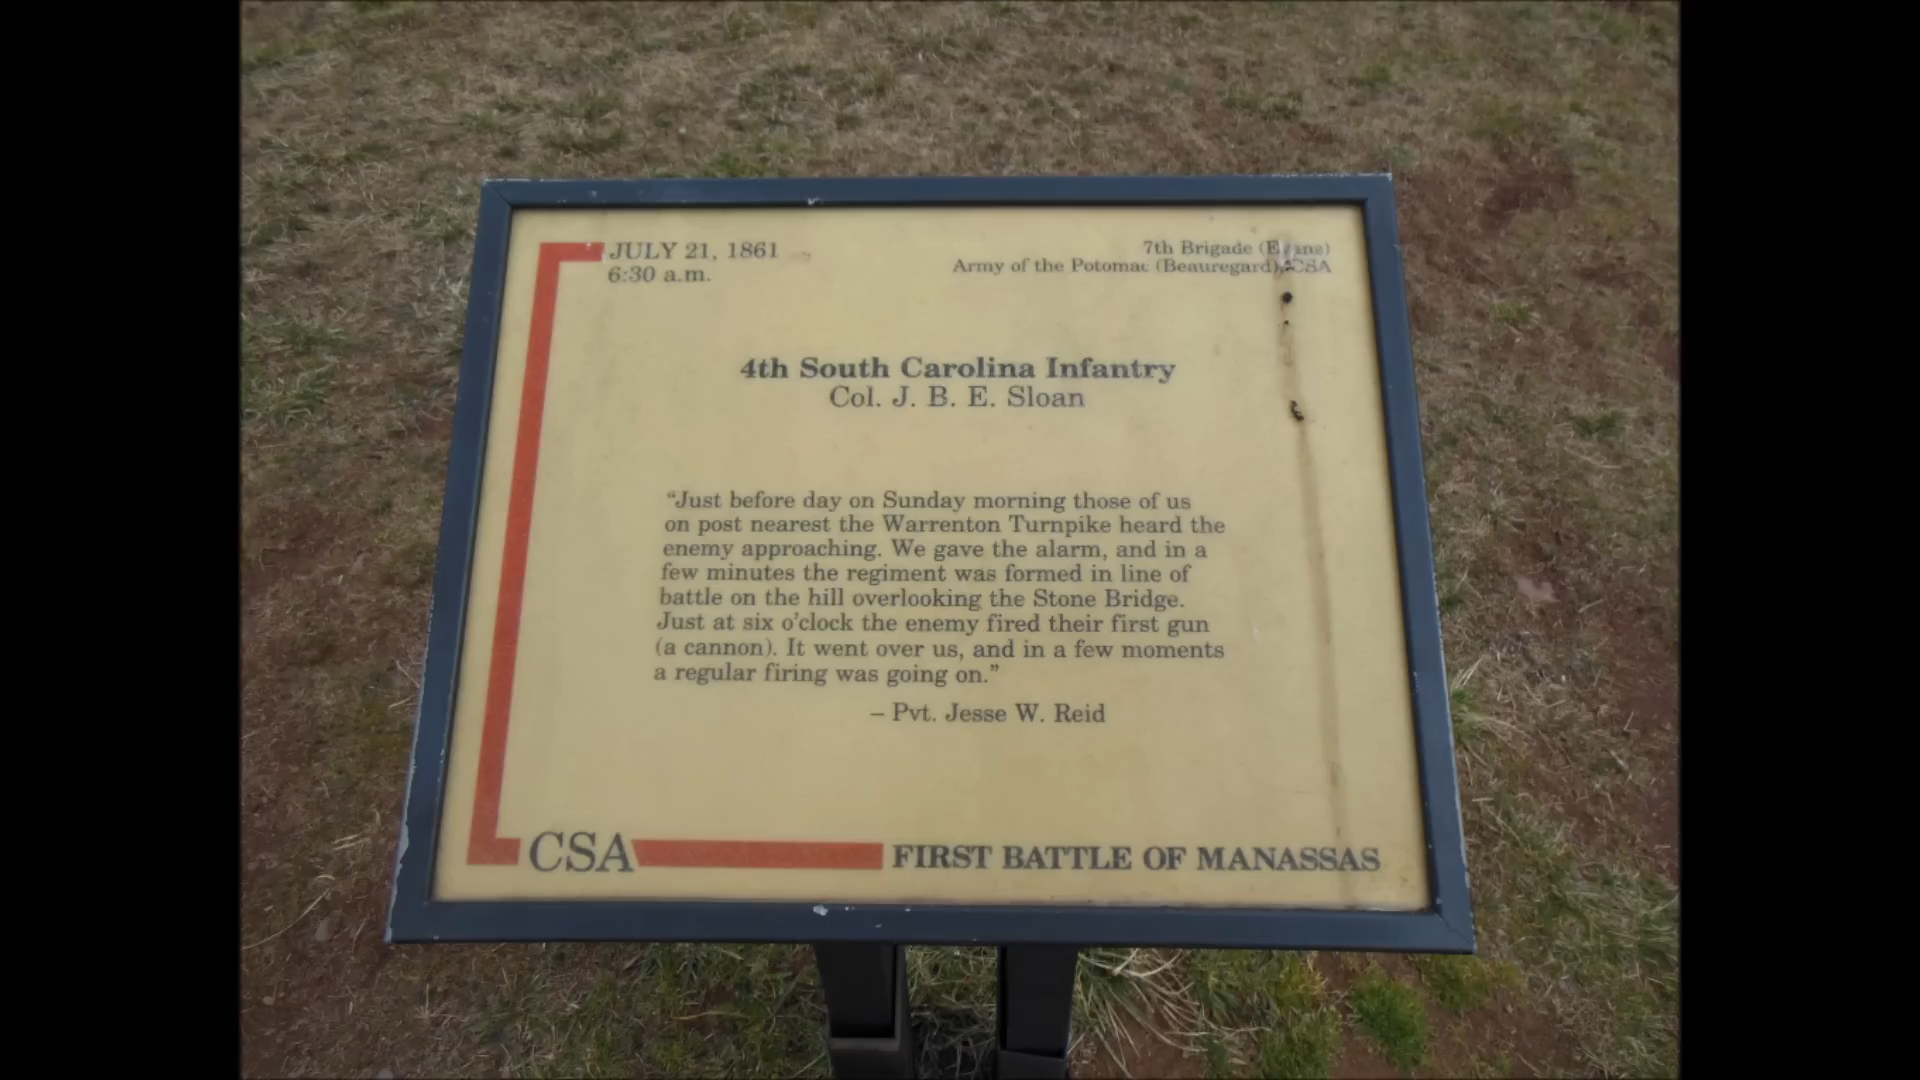 JULY 21, 1861
6:30 a.m.
7th Brigade (Evans)
Army of the Potomac (Beauregard), CSA
4th South Carolina Infantry
Col. J. B. E. Sloan
“Just before day on Sunday morning those of us
on post nearest the Warrenton Turnpike heard the
enemy approaching. We gave the alarm, and in a
few minutes the regiment was formed in line of
battle on the hill overlooking the Stone Bridge.
Just at six o’clock the enemy fired their first gun
(a cannon). It went over us, and in a few moments
a regular firing was going on.”
– Pvt. Jesse W. Reid
CSA
FIRST BATTLE OF MANASSAS